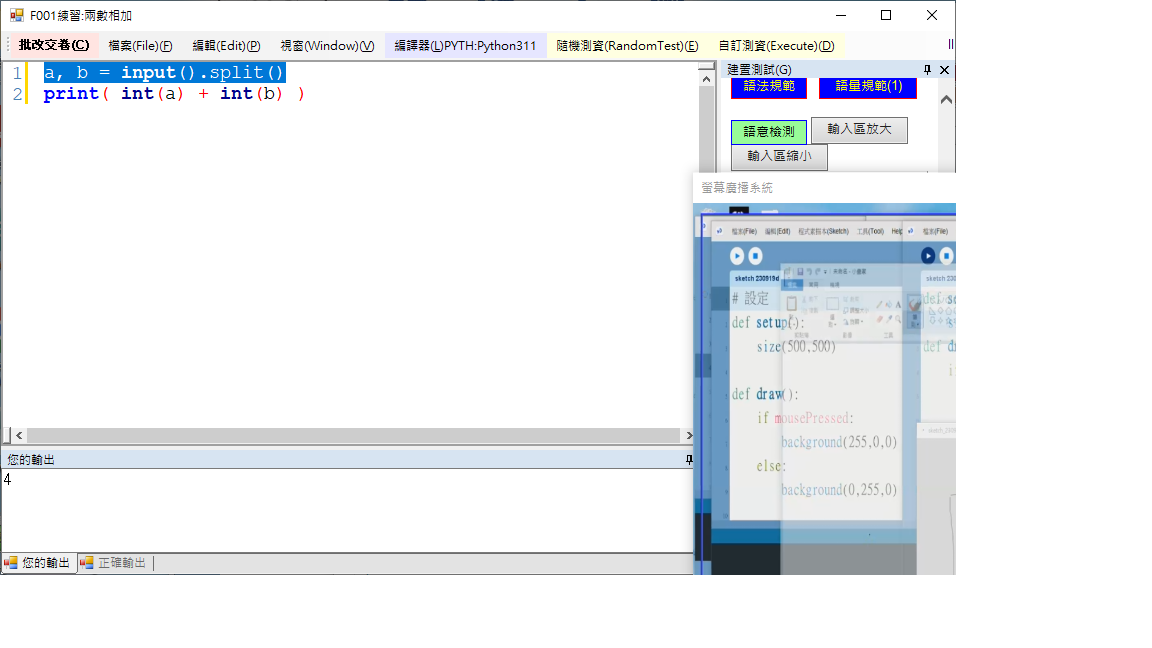 F001練習:兩數相加
批改交卷(C) 檔案(File)(F) 編輯(Edit)(P) 視窗(Window)(V) 編譯器(L)PYTH:Python311 隨機測資(RandomTest)(E) 自訂測資(Execute)(D)
1 a, b = input().split()
2 print( int(a) + int(b) )
建置測試(G)
語法規範 語量規範(1)
語意檢測 輸入區放大
輸入區縮小
螢幕廣播系統
檔案(File) 編輯(Edit) 程式素描本(Sketch) 工具(Tool) Help 檔案(File)
sketch 230919d
# 設定
def setup():
size(500,500)
def draw():
if mousePressed:
background(255,0,0)
else:
background(0,255,0)
您的輸出
4
您的輸出 正確輸出